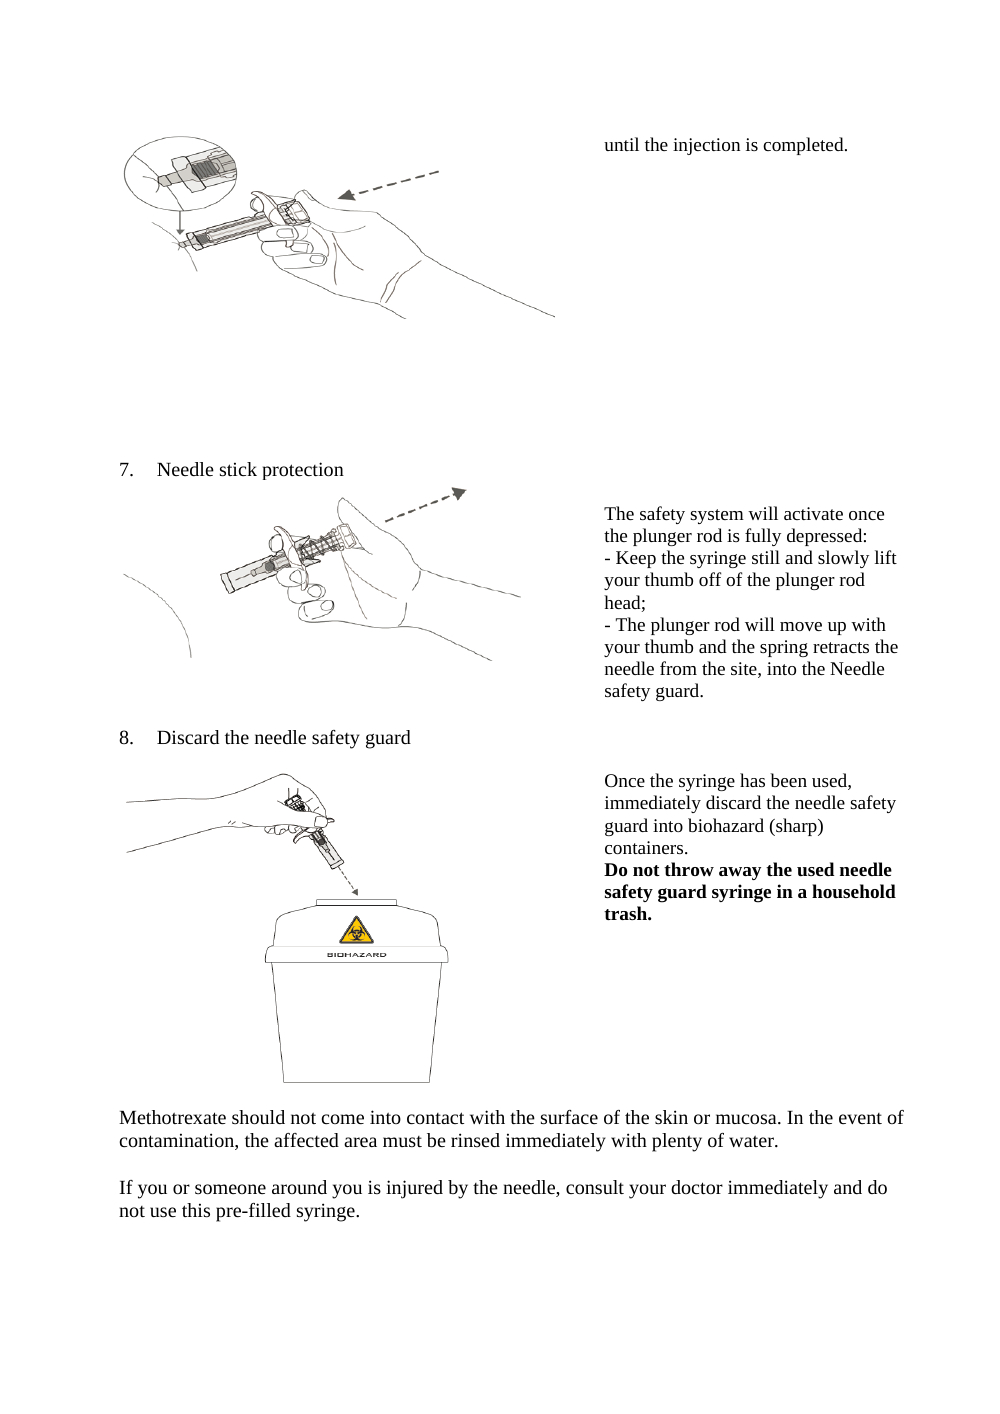 until the injection is completed.
7. Needle stick protection
The safety system will activate once
the plunger rod is fully depressed:
- Keep the syringe still and slowly lift
your thumb off of the plunger rod
head;
- The plunger rod will move up with
your thumb and the spring retracts the
needle from the site, into the Needle
safety guard.
8. Discard the needle safety guard
Once the syringe has been used,
immediately discard the needle safety
guard into biohazard (sharp)
containers.
Do not throw away the used needle
safety guard syringe in a household
trash.
BIOHAZARD
Methotrexate should not come into contact with the surface of the skin or mucosa. In the event of
contamination, the affected area must be rinsed immediately with plenty of water.
If you or someone around you is injured by the needle, consult your doctor immediately and do
not use this pre-filled syringe.